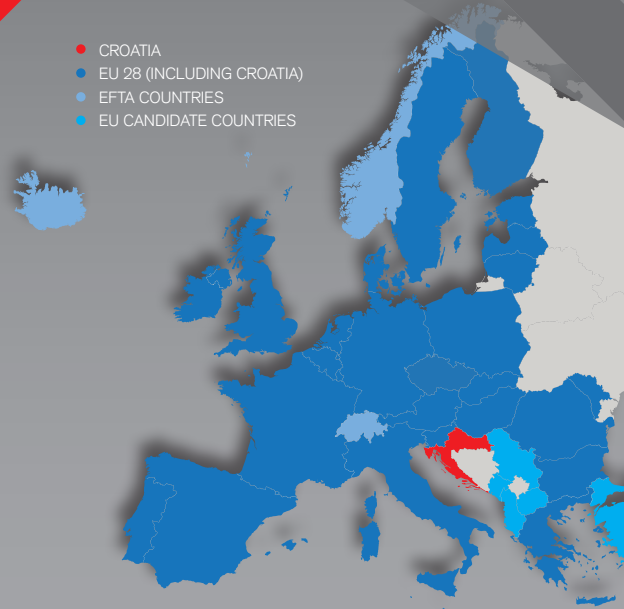 CROATIA
EU 28 (INCLUDING CROATIA)
EFTA COUNTRIES
EU CANDIDATE COUNTRIES